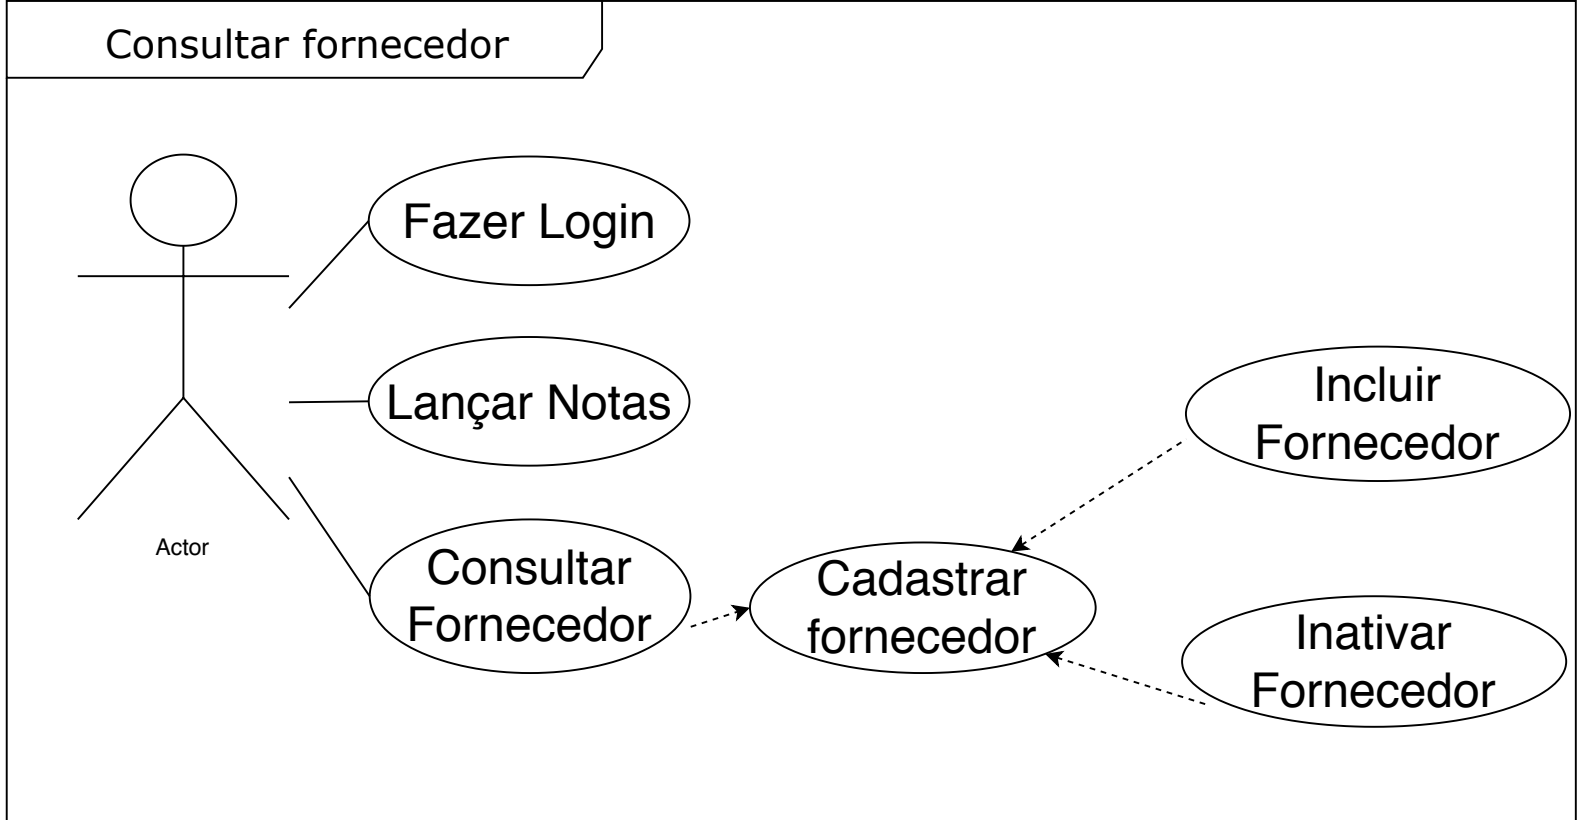 Consultar fornecedor
Fazer Login
Lançar Notas
Incluir
Fornecedor
Actor
Consultar
Fornecedor
Cadastrar
fornecedor
Inativar
Fornecedor